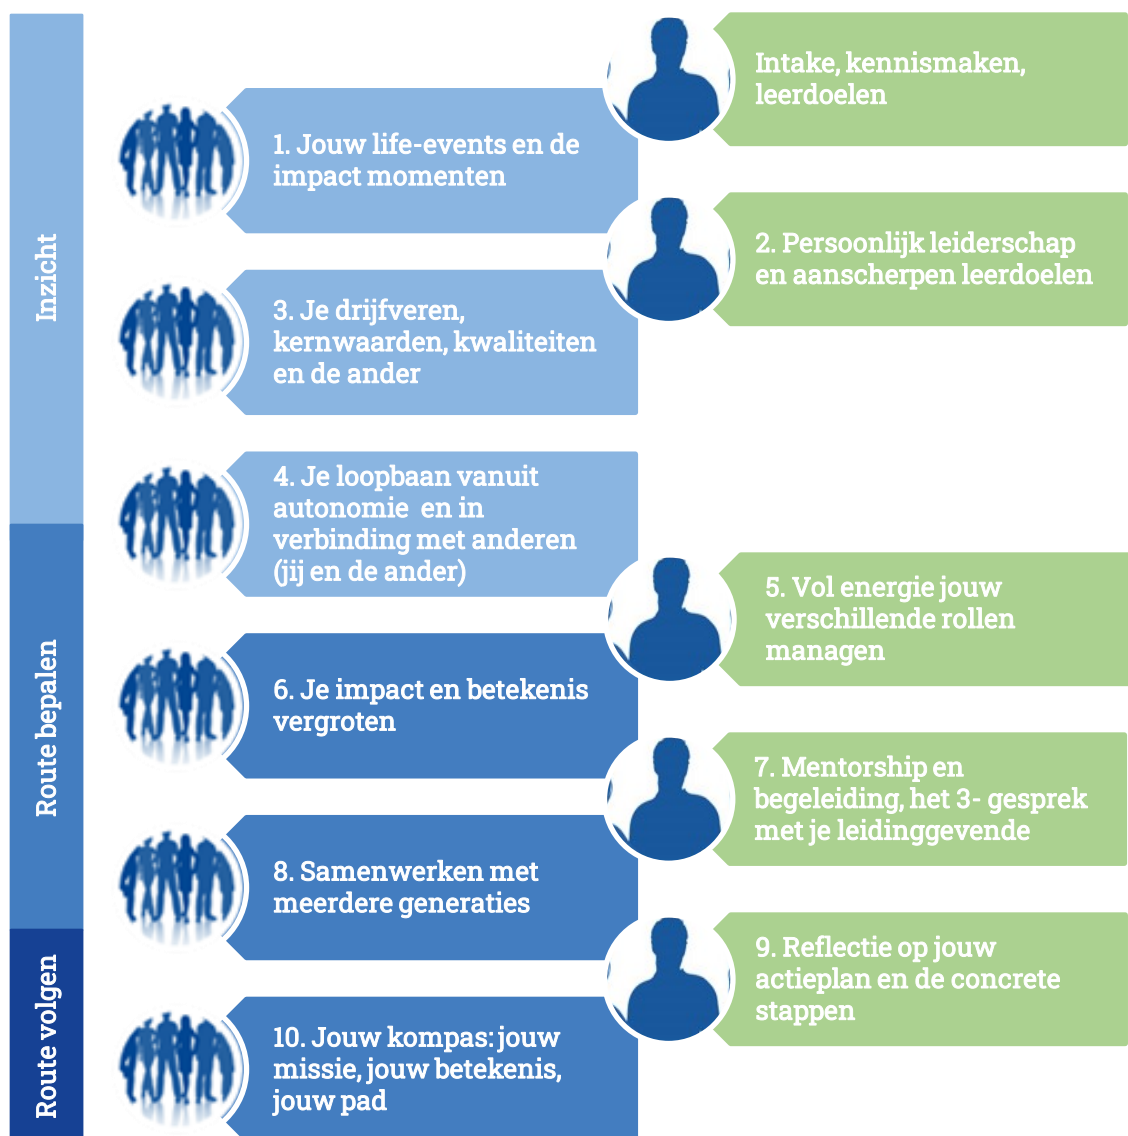 Intake, kennismaken,
leerdoelen
1. Jouw life-events en de
impact momenten
2. Persoonlijk leiderschap
en aanscherpen leerdoelen
Inzicht
3. Je drijfveren,
kernwaarden, kwaliteiten
en de ander
4. Je loopbaan vanuit
autonomie  en in
verbinding met anderen
(jij en de ander)
5. Vol energie jouw
verschillende rollen
managen
Route bepalen
6. Je impact en betekenis
vergroten
7. Mentorship en
begeleiding, het 3- gesprek
met je leidinggevende
8. Samenwerken met
meerdere generaties
9. Reflectie op jouw
actieplan en de concrete
stappen
Route volgen
10. Jouw kompas: jouw
missie, jouw betekenis,
jouw pad